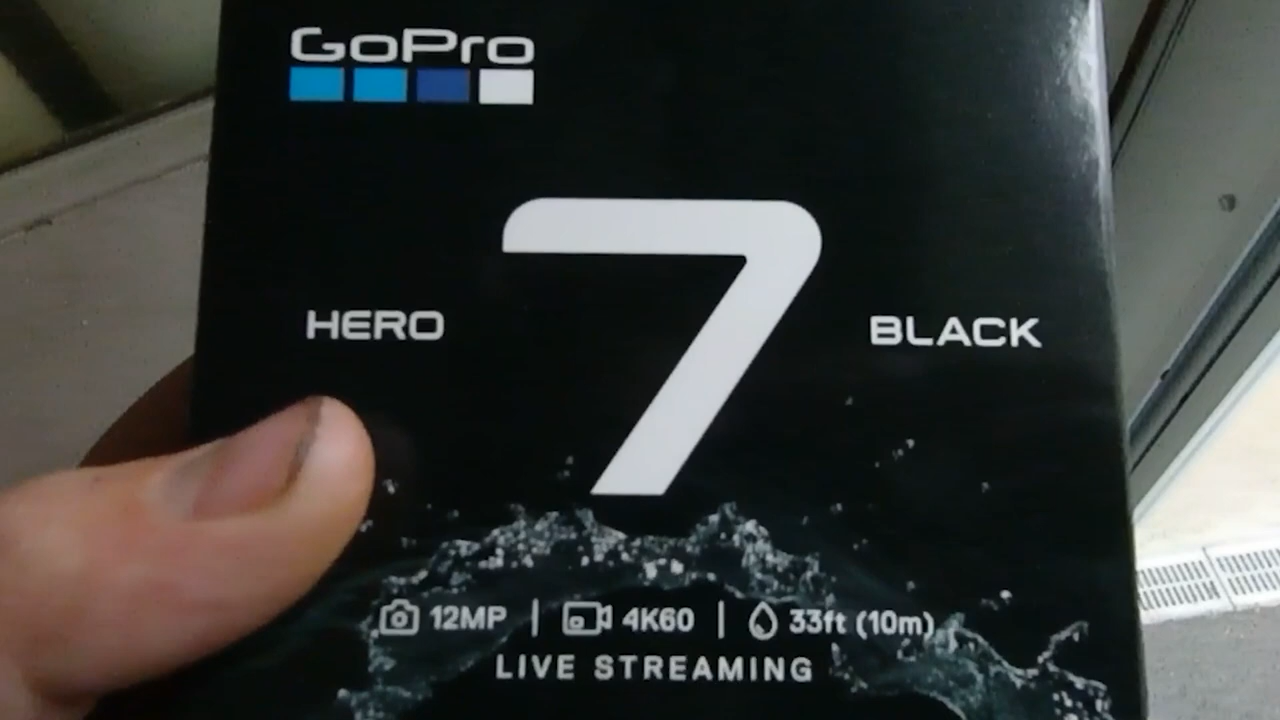 GoPro
7
HERO BLACK
12MP | 4K60 | 33ft (10m)
LIVE STREAMING